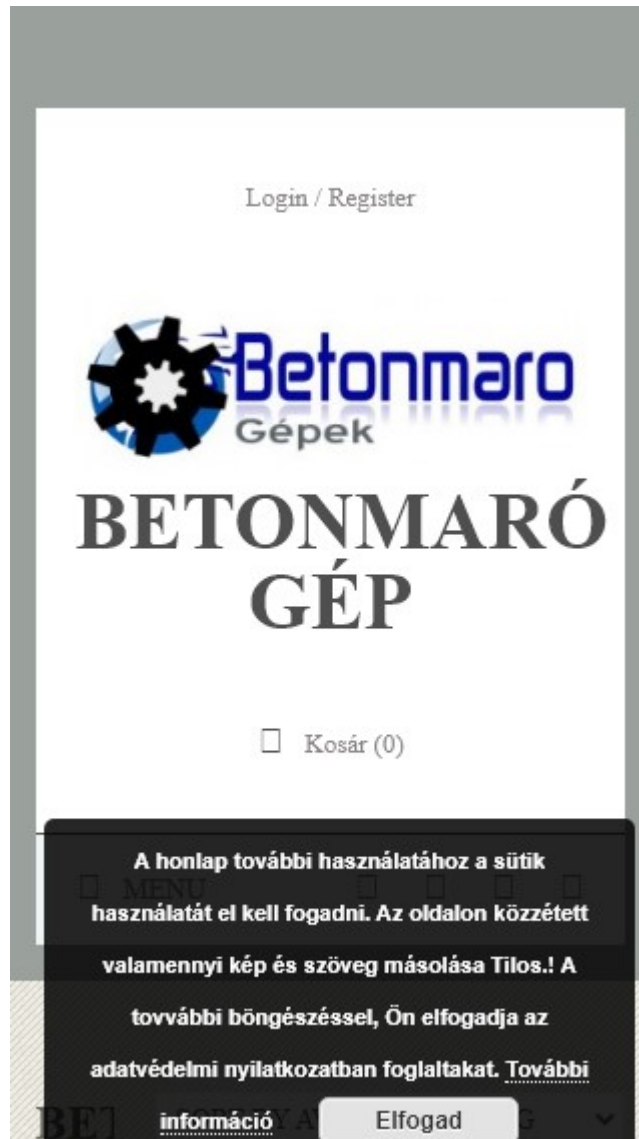 Login / Register
Betonmaro
Gépek
BETONMARÓ
GÉP
Kosár (0)
A honlap további használatához a sütik
MENU
használatát el kell fogadni. Az oldalon közzétett
valamennyi kép és szöveg másolása Tilos.! A
tovvábbi böngészéssel, Ön elfogadja az
adatvédelmi nyilatkozatban foglaltakat. További
információ Elfogad